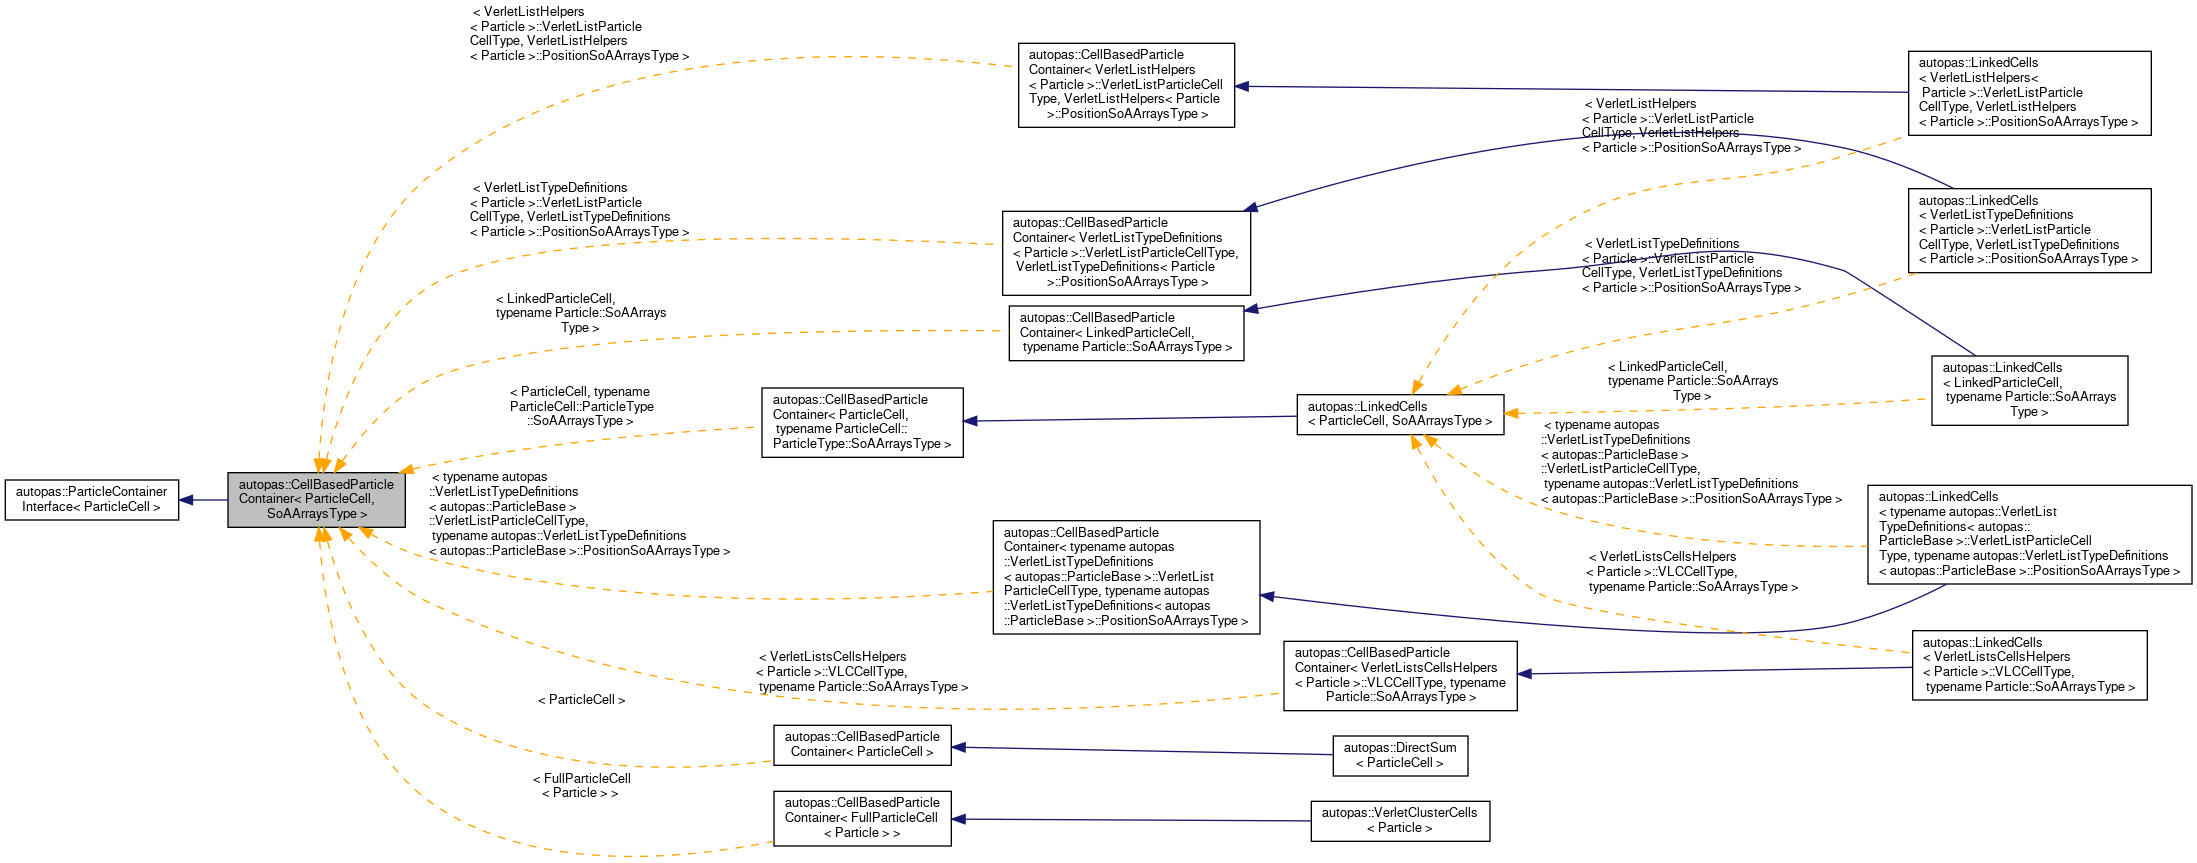 autopas::ParticleContainer
Interface< ParticleCell >
autopas::CellBasedParticle
Container< ParticleCell,
SoAArraysType >
< VerletListHelpers
< Particle >::VerletListParticle
CellType, VerletListHelpers
< Particle >::PositionSoAArraysType >
< VerletListTypeDefinitions
< Particle >::VerletListParticle
CellType, VerletListTypeDefinitions
< Particle >::PositionSoAArraysType >
< LinkedParticleCell,
typename Particle::SoAArrays
Type >
< ParticleCell, typename
ParticleCell::ParticleType
::SoAArraysType >
< typename autopas
::VerletListTypeDefinitions
< autopas::ParticleBase >
::VerletListParticleCellType,
typename autopas::VerletListTypeDefinitions
< autopas::ParticleBase >::PositionSoAArraysType >
< VerletListsCellsHelpers
< Particle >::VLCCellType,
typename Particle::SoAArraysType >
< ParticleCell >
< FullParticleCell
< Particle > >
autopas::CellBasedParticle
Container< VerletListHelpers
< Particle >::VerletListParticleCell
Type, VerletListHelpers< Particle
>::PositionSoAArraysType >
autopas::CellBasedParticle
Container< VerletListTypeDefinitions
< Particle >::VerletListParticleCellType,
VerletListTypeDefinitions< Particle
>::PositionSoAArraysType >
autopas::CellBasedParticle
Container< LinkedParticleCell,
typename Particle::SoAArraysType >
autopas::CellBasedParticle
Container< ParticleCell,
typename ParticleCell::
ParticleType::SoAArraysType >
autopas::CellBasedParticle
Container< typename autopas
::VerletListTypeDefinitions
< autopas::ParticleBase >::VerletList
ParticleCellType, typename autopas
::VerletListTypeDefinitions< autopas
::ParticleBase >::PositionSoAArraysType >
autopas::CellBasedParticle
Container< VerletListsCellsHelpers
< Particle >::VLCCellType, typename
Particle::SoAArraysType >
autopas::CellBasedParticle
Container< ParticleCell >
autopas::CellBasedParticle
Container< FullParticleCell
< Particle > >
autopas::LinkedCells
< ParticleCell, SoAArraysType >
autopas::DirectSum
< ParticleCell >
autopas::VerletClusterCells
< Particle >
< VerletListHelpers
< Particle >::VerletListParticle
CellType, VerletListHelpers
< Particle >::PositionSoAArraysType >
< VerletListTypeDefinitions
< Particle >::VerletListParticle
CellType, VerletListTypeDefinitions
< Particle >::PositionSoAArraysType >
< LinkedParticleCell,
typename Particle::SoAArrays
Type >
< typename autopas
::VerletListTypeDefinitions
< autopas::ParticleBase >
::VerletListParticleCellType,
typename autopas::VerletListTypeDefinitions
< autopas::ParticleBase >::PositionSoAArraysType >
< VerletListsCellsHelpers
< Particle >::VLCCellType,
typename Particle::SoAArraysType >
autopas::LinkedCells
< VerletListHelpers<
Particle >::VerletListParticle
CellType, VerletListHelpers
< Particle >::PositionSoAArraysType >
autopas::LinkedCells
< VerletListTypeDefinitions
< Particle >::VerletListParticle
CellType, VerletListTypeDefinitions
< Particle >::PositionSoAArraysType >
autopas::LinkedCells
< LinkedParticleCell,
typename Particle::SoAArrays
Type >
autopas::LinkedCells
< typename autopas::VerletList
TypeDefinitions< autopas::
ParticleBase >::VerletListParticleCell
Type, typename autopas::VerletListTypeDefinitions
< autopas::ParticleBase >::PositionSoAArraysType >
autopas::LinkedCells
< VerletListsCellsHelpers
< Particle >::VLCCellType,
typename Particle::SoAArraysType >